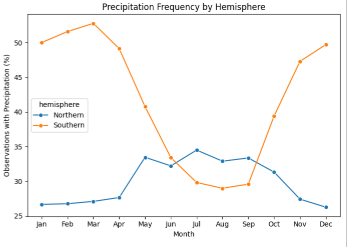 Precipitation Frequency by Hemisphere
Observations with Precipitation (%)
50
45
40
35
30
25
hemisphere
Northern
Southern
Jan Feb Mar Apr May Jun Jul Aug Sep Oct Nov Dec
Month